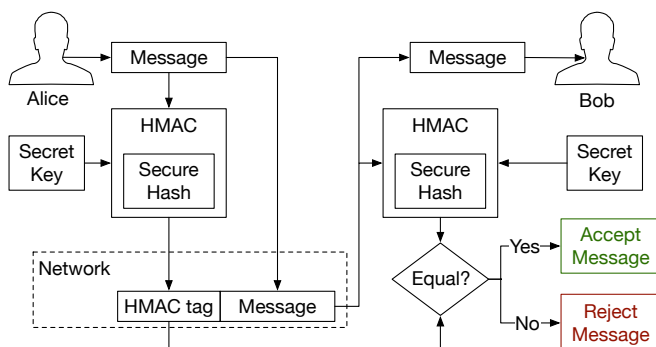 Message
Message
Alice
Bob
HMAC
HMAC
Secret
Key
Secure
Hash
Secure
Hash
Secret
Key
Network
Equal?
Yes
Accept
Message
HMAC tag
Message
No
Reject
Message